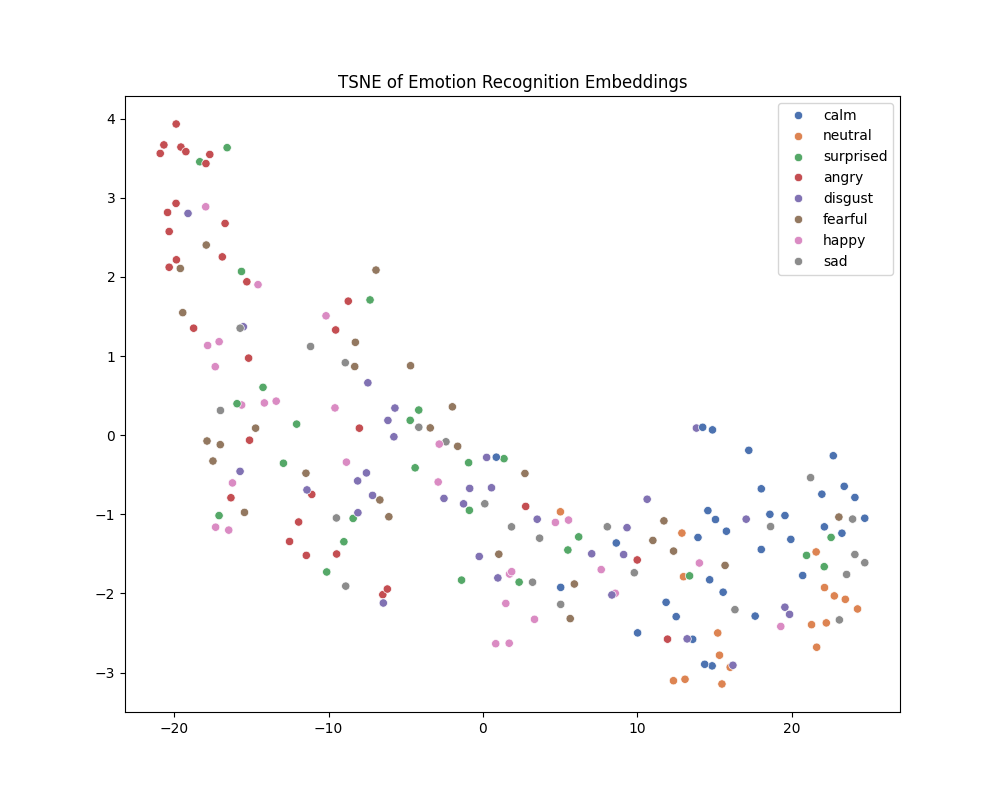 TSNE of Emotion Recognition Embeddings
calm
neutral
surprised
angry
disgust
fearful
happy
sad
4
3
2
1
0
−1
−2
−3
−20
−10
0
10
20